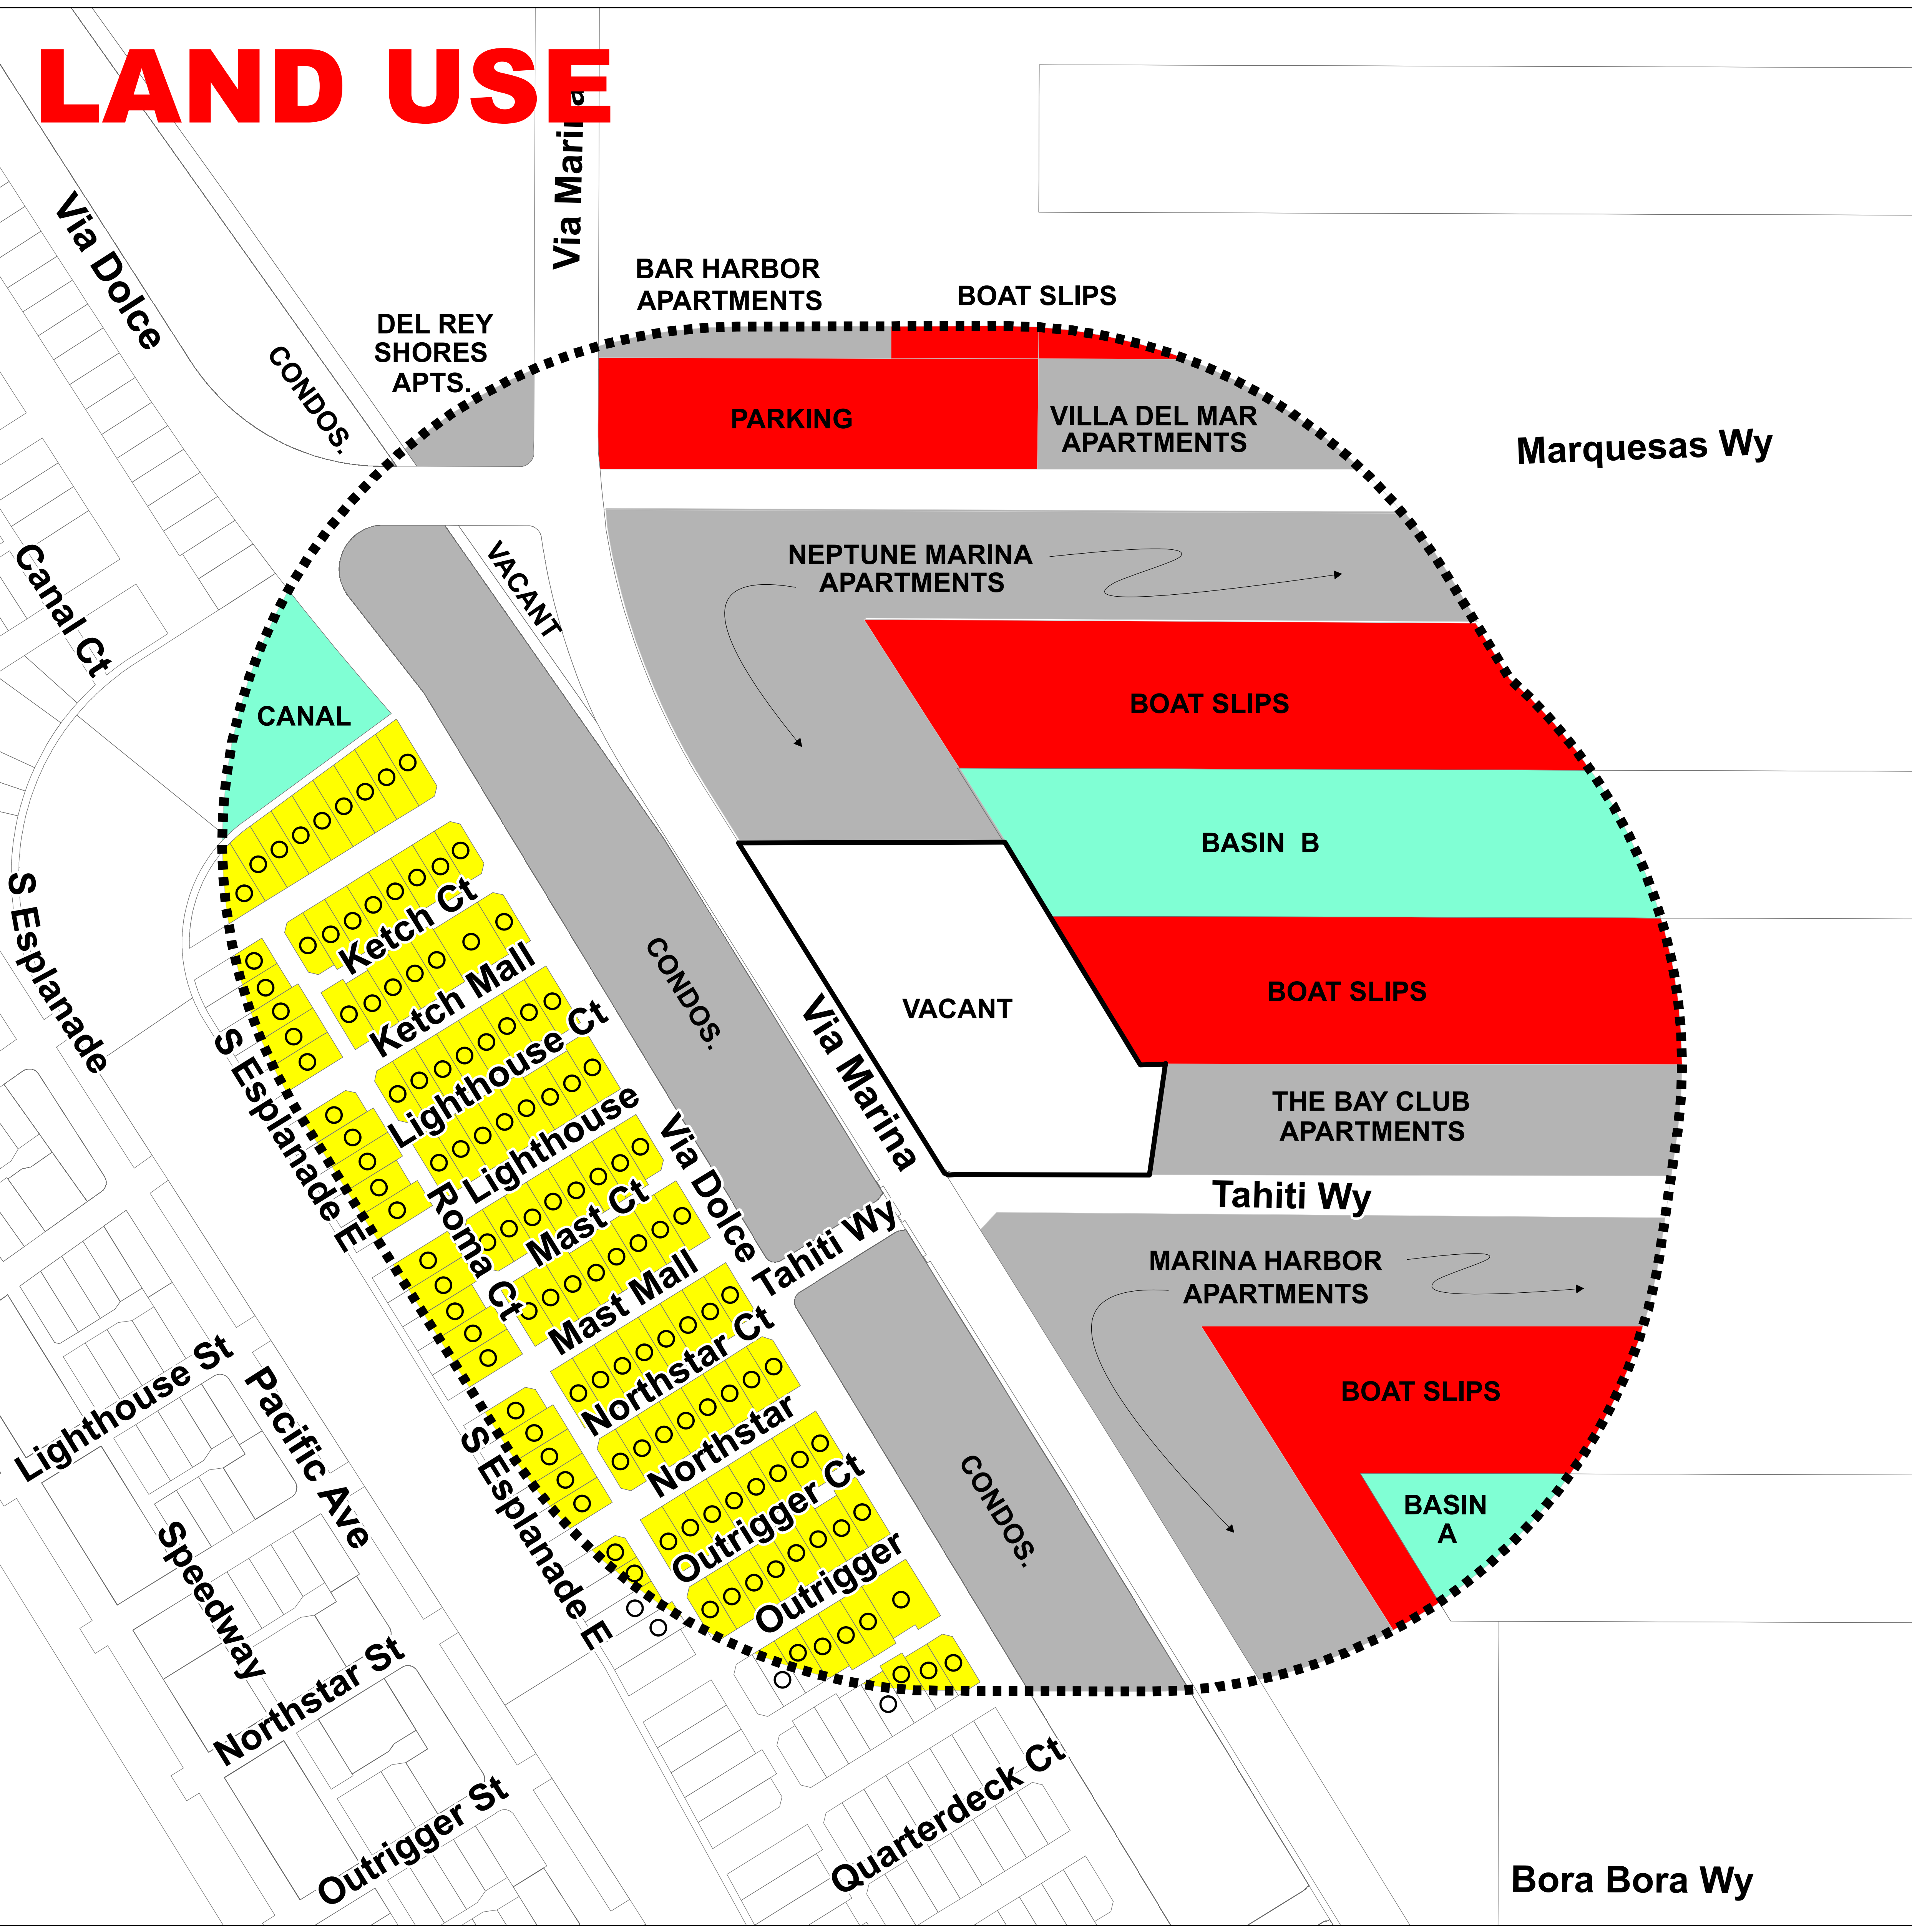 LAND USE
Via Marina
Via Dolce
BAR HARBOR
APARTMENTS
BOAT SLIPS
DEL REY
SHORES
APTS.
CONDOS.
PARKING
VILLA DEL MAR
APARTMENTS
Marquesas Wy
NEPTUNE MARINA
APARTMENTS
VACANT
Canal Ct
CANAL
BOAT SLIPS
BASIN B
S Esplanade
Ketch Ct
Ketch Mall
CONDOS.
VACANT
BOAT SLIPS
Via Marina
Lighthouse Ct
S Esplanade E
THE BAY CLUB
APARTMENTS
Lighthouse
Via Dolce
Roma Ct
Mast Ct
Tahiti Wy
Tahiti Wy
Mast Mall
MARINA HARBOR
APARTMENTS
Northstar Ct
BOAT SLIPS
Lighthouse St
Pacific Ave
Northstar
S Esplanade E
CONDOS.
BASIN
A
Outrigger Ct
Speedway
Outrigger
Northstar St
Outrigger St
Quarterdeck Ct
Bora Bora Wy